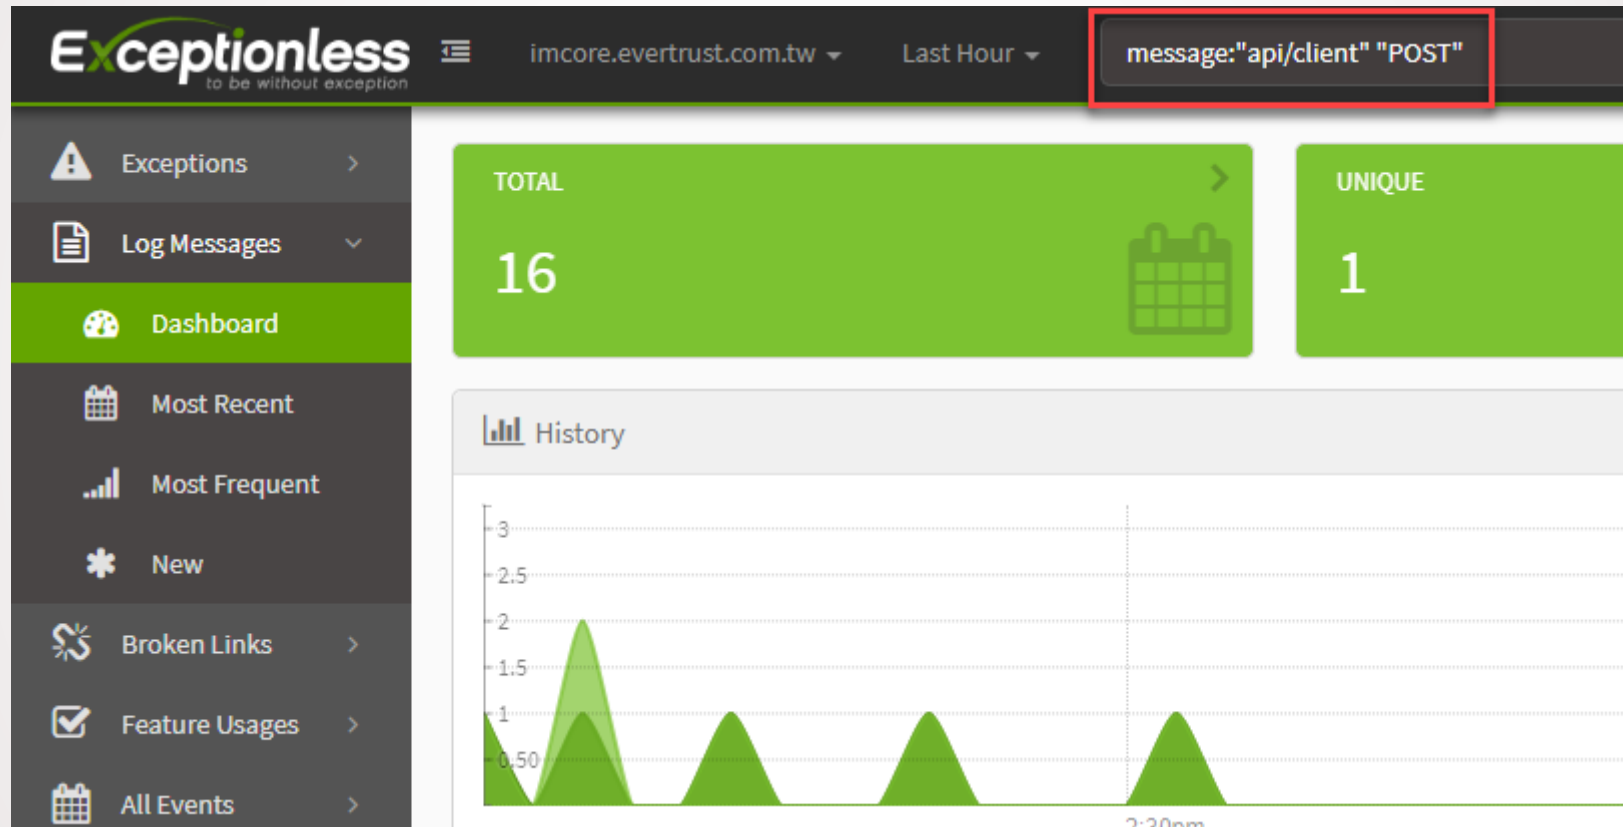 Exceptionless
to be without exception
imcore.evertrust.com.tw
Last Hour
message:"api/client" "POST"
Exceptions
Log Messages
Dashboard
Most Recent
Most Frequent
New
Broken Links
Feature Usages
All Events
TOTAL
16
UNIQUE
1
History
3
2.5
2
1.5
1
0.50
2:30pm